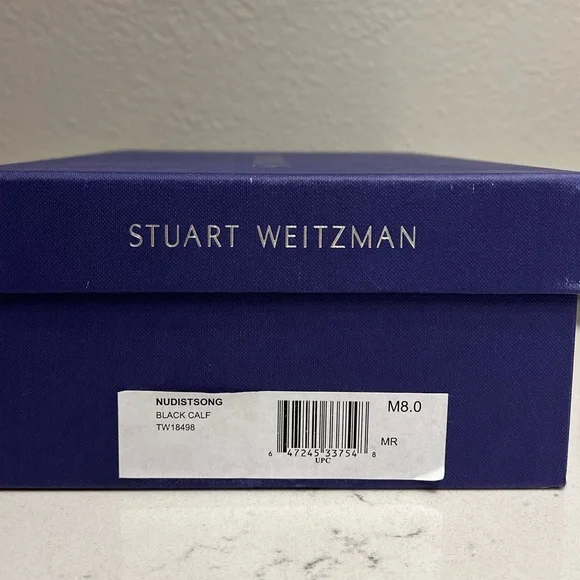 STUART WEITZMAN
NUDISTSONG
BLACK CALF
TW18498
M8.0
MR
6 47245 33754 8
UPC